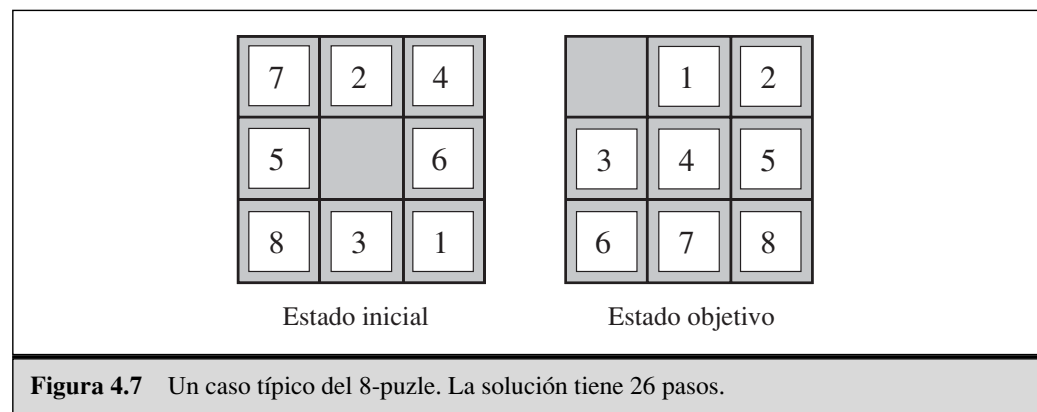 7 2 4 1 2
5 6 3 4 5
8 3 1 6 7 8
Estado inicial Estado objetivo
Figura 4.7 Un caso típico del 8-puzle. La solución tiene 26 pasos.